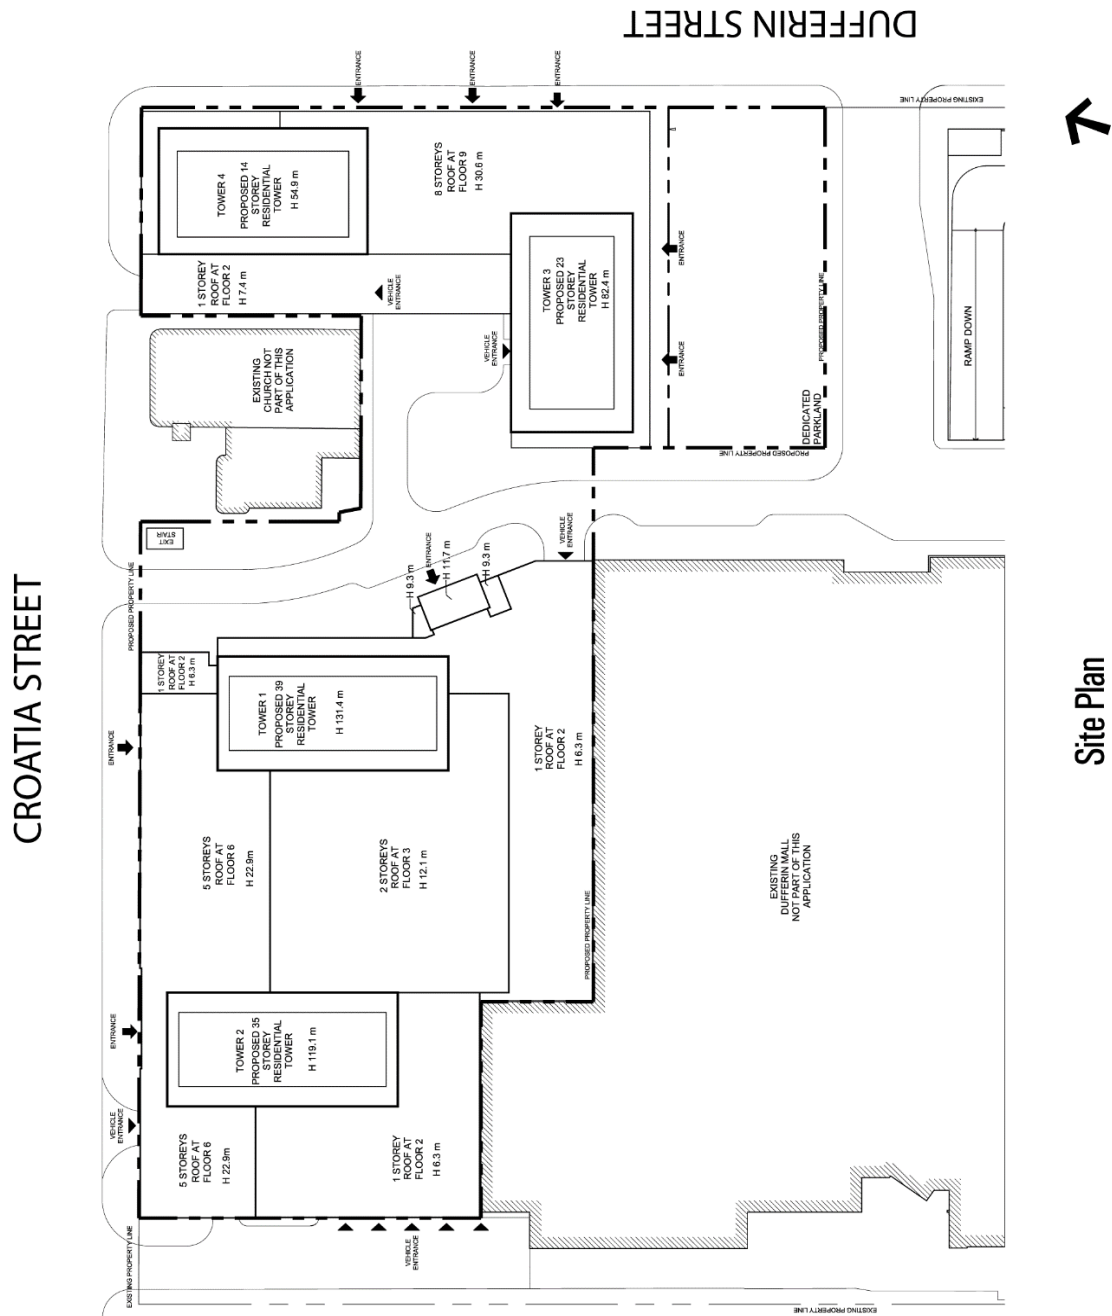 DUFFERIN STREET
CROATIA STREET
Site Plan
ENTRANCE
ENTRANCE
ENTRANCE
EXISTING PROPERTY LINE
TOWER 4
PROPOSED 14
STOREY
RESIDENTIAL
TOWER
H 54.9 m
8 STOREYS
ROOF AT
FLOOR 9
H 30.6 m
1 STOREY
ROOF AT
FLOOR 2
H 7.4 m
VEHICLE
ENTRANCE
TOWER 3
PROPOSED 23
STOREY
RESIDENTIAL
TOWER
H 82.4 m
VEHICLE
ENTRANCE
ENTRANCE
ENTRANCE
PROPOSED PROPERTY LINE
DEDICATED
PARKLAND
PROPOSED PROPERTY LINE
RAMP DOWN
EXISTING
CHURCH NOT
PART OF THIS
APPLICATION
EXIT
STAIR
PROPOSED PROPERTY LINE
H 9.3 m
ENTRANCE
H 11.7 m
H 9.3 m
VEHICLE
ENTRANCE
1 STOREY
ROOF AT
FLOOR 2
H 6.3 m
TOWER 1
PROPOSED 39
STOREY
RESIDENTIAL
TOWER
H 131.4 m
1 STOREY
ROOF AT
FLOOR 2
H 6.3 m
ENTRANCE
5 STOREYS
ROOF AT
FLOOR 6
H 22.9m
2 STOREYS
ROOF AT
FLOOR 3
H 12.1 m
PROPOSED PROPERTY LINE
EXISTING
DUFFERIN MALL
NOT PART OF THIS
APPLICATION
ENTRANCE
TOWER 2
PROPOSED 35
STOREY
RESIDENTIAL
TOWER
H 119.1 m
VEHICLE
ENTRANCE
5 STOREYS
ROOF AT
FLOOR 6
H 22.9m
1 STOREY
ROOF AT
FLOOR 2
H 6.3 m
VEHICLE
ENTRANCE
EXISTING PROPERTY LINE
EXISTING PROPERTY LINE